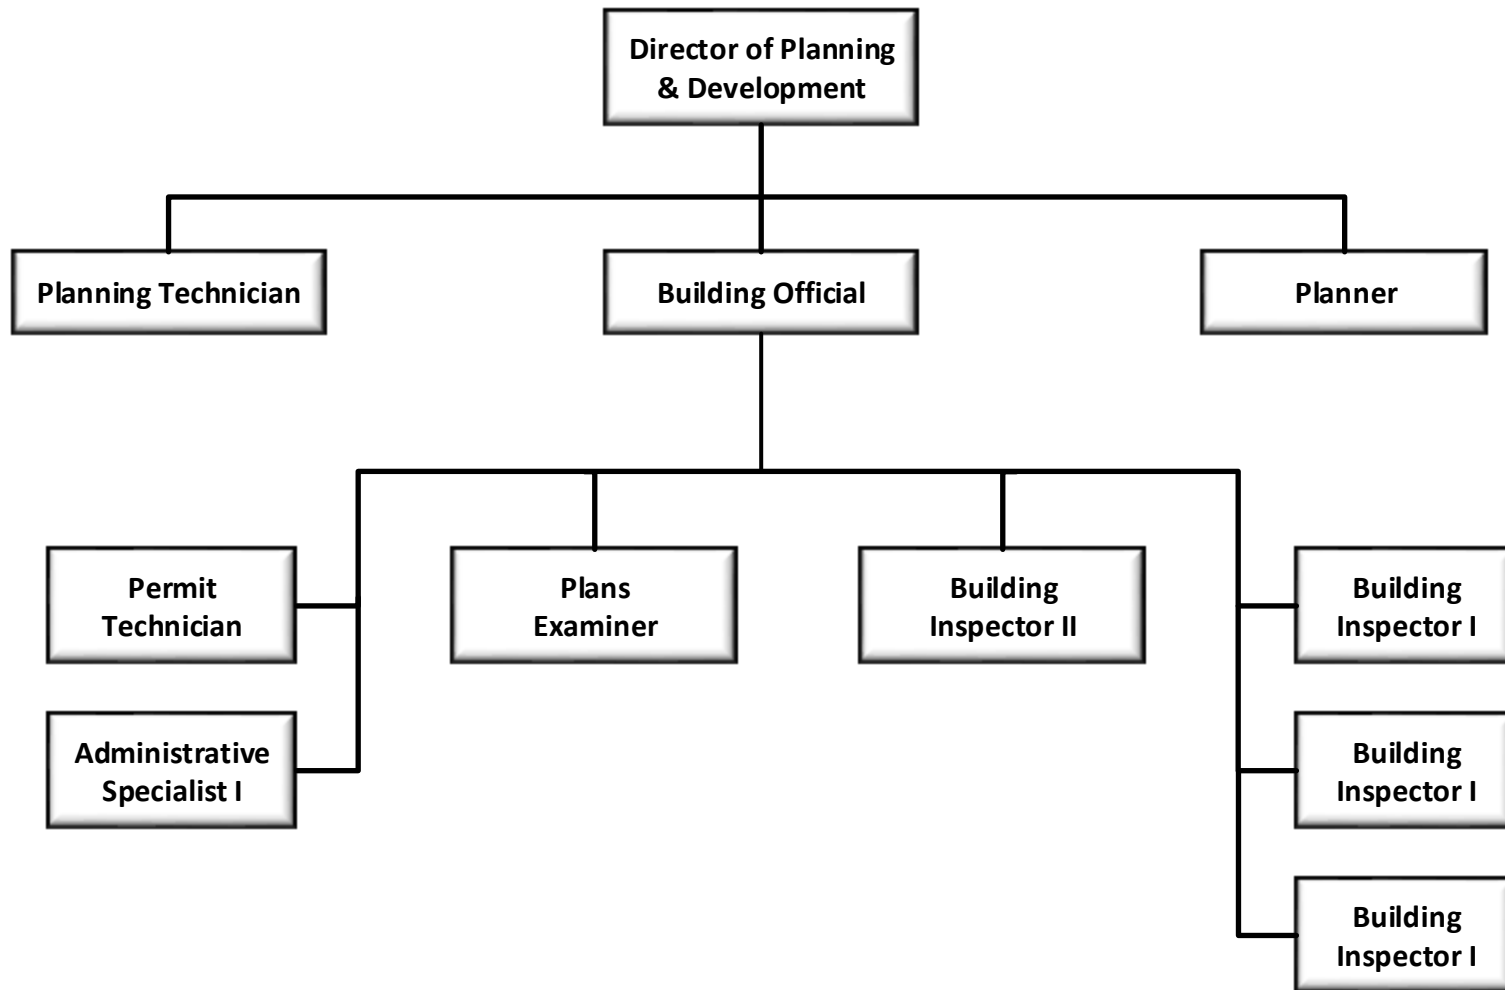 Director of Planning
& Development
Planning Technician
Building Official
Planner
Permit
Technician
Plans
Examiner
Building
Inspector II
Building
Inspector I
Administrative
Specialist I
Building
Inspector I
Building
Inspector I